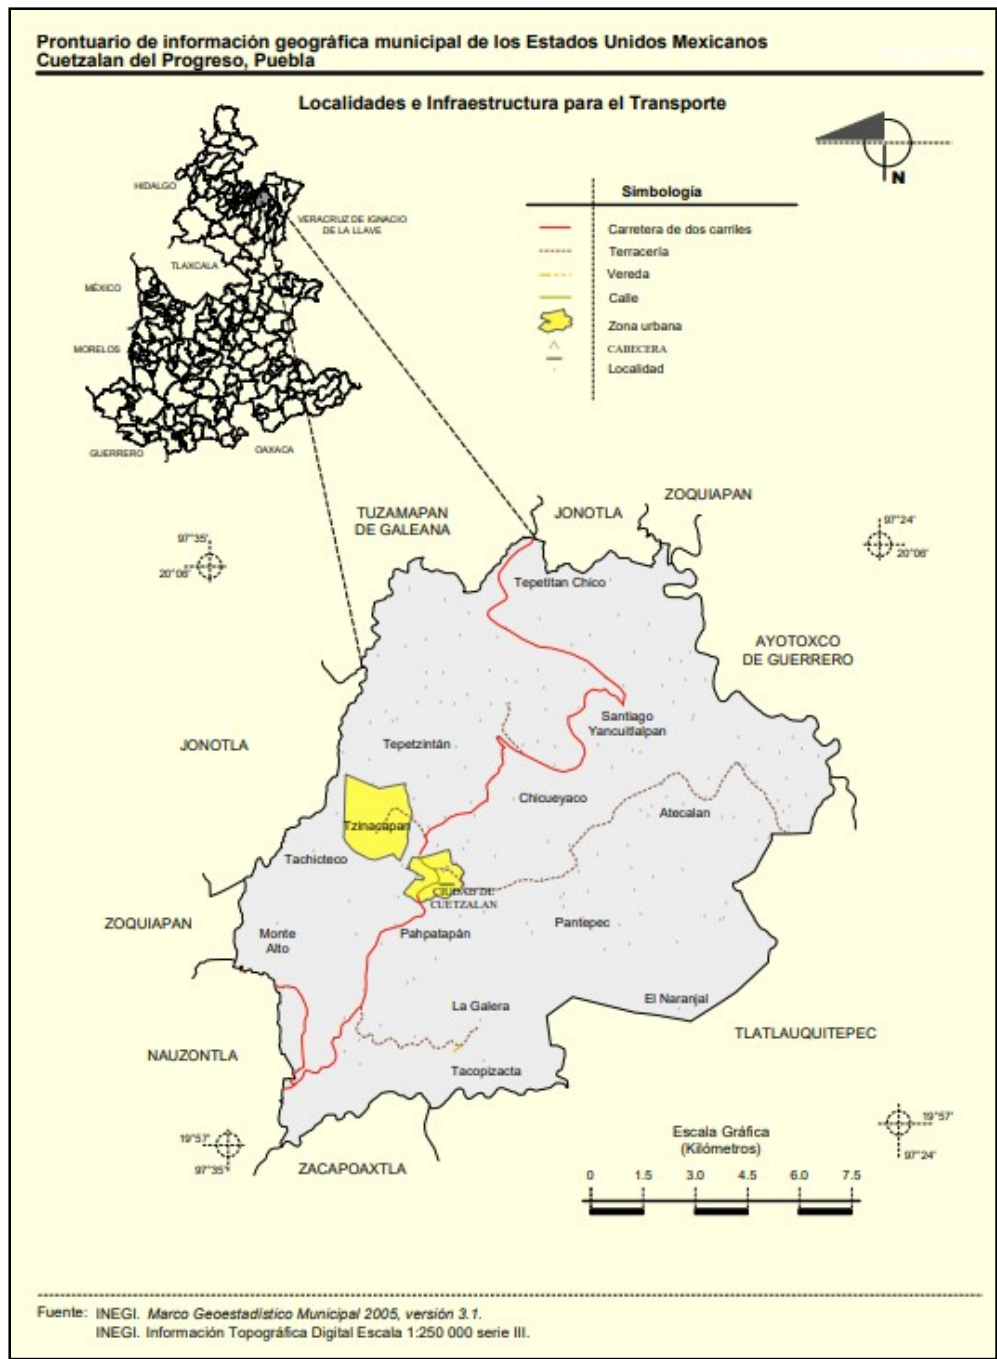 Prontuario de información geográfica municipal de los Estados Unidos Mexicanos
Cuetzalan del Progreso, Puebla
Localidades e Infraestructura para el Transporte
N
HIDALGO
VERACRUZ DE IGNACIO
DE LA LLAVE
TLAXCALA
MÉXICO
MORELOS
GUERRERO
OAXACA
Simbología
Carretera de dos carriles
Terracería
Vereda
Calle
Zona urbana
CABECERA
Localidad
TUZAMAPAN
DE GALEANA
JONOTLA
ZOQUIAPAN
97°35'
20°06'
97°24'
20°06'
Tepetitan Chico
AYOTOXCO
DE GUERRERO
Santiago
Yancuitlalpan
JONOTLA
Tepetzintán
Chicueyaco
Atecalan
Tzinacapan
Tachicteco
CIUDAD DE
CUETZALAN
ZOQUIAPAN
Monte
Alto
Pahpatapán
Pantepec
La Galera
El Naranjal
TLATLAUQUITEPEC
NAUZONTLA
Tacopizacta
19°57'
97°35'
ZACAPOAXTLA
19°57'
97°24'
Escala Gráfica
(Kilómetros)
0 1.5 3.0 4.5 6.0 7.5
Fuente: INEGI. Marco Geoestadístico Municipal 2005, versión 3.1.
INEGI. Información Topográfica Digital Escala 1:250 000 serie III.